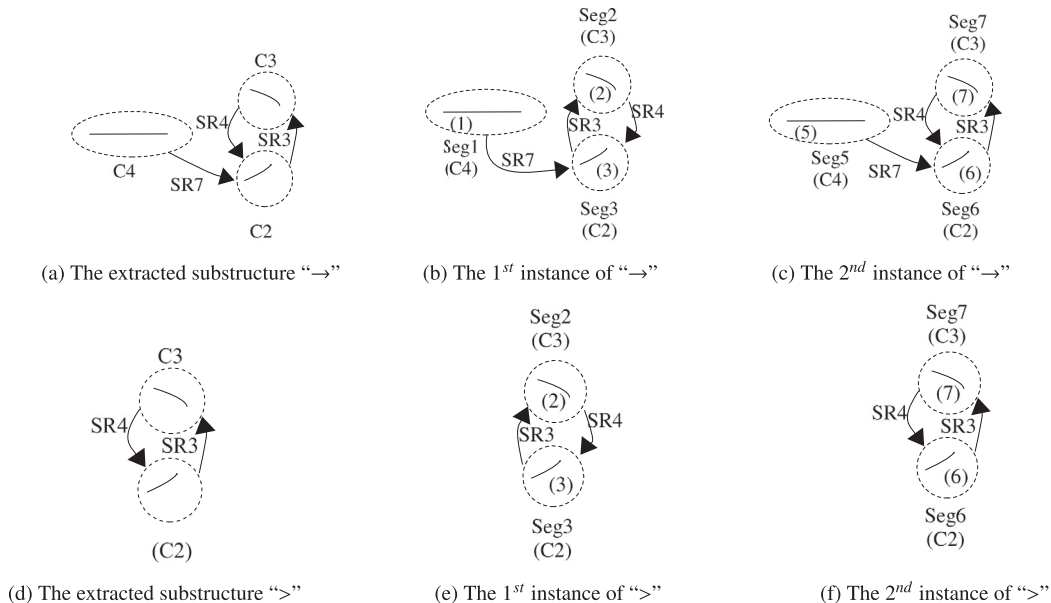 C3
SR4
SR3
C4
SR7
C2
(a) The extracted substructure “→”
Seg2
(C3)
(2)
(1)
SR3
SR4
Seg1
(C4)
SR7
(3)
Seg3
(C2)
(b) The 1st instance of “→”
Seg7
(C3)
(7)
(5)
SR4
SR3
Seg5
(C4)
SR7
(6)
Seg6
(C2)
(c) The 2nd instance of “→”
C3
SR4
SR3
(C2)
(d) The extracted substructure “>”
Seg2
(C3)
(2)
SR4
SR3
(3)
Seg3
(C2)
(e) The 1st instance of “>”
Seg7
(C3)
(7)
SR4
SR3
(6)
Seg6
(C2)
(f) The 2nd instance of “>”